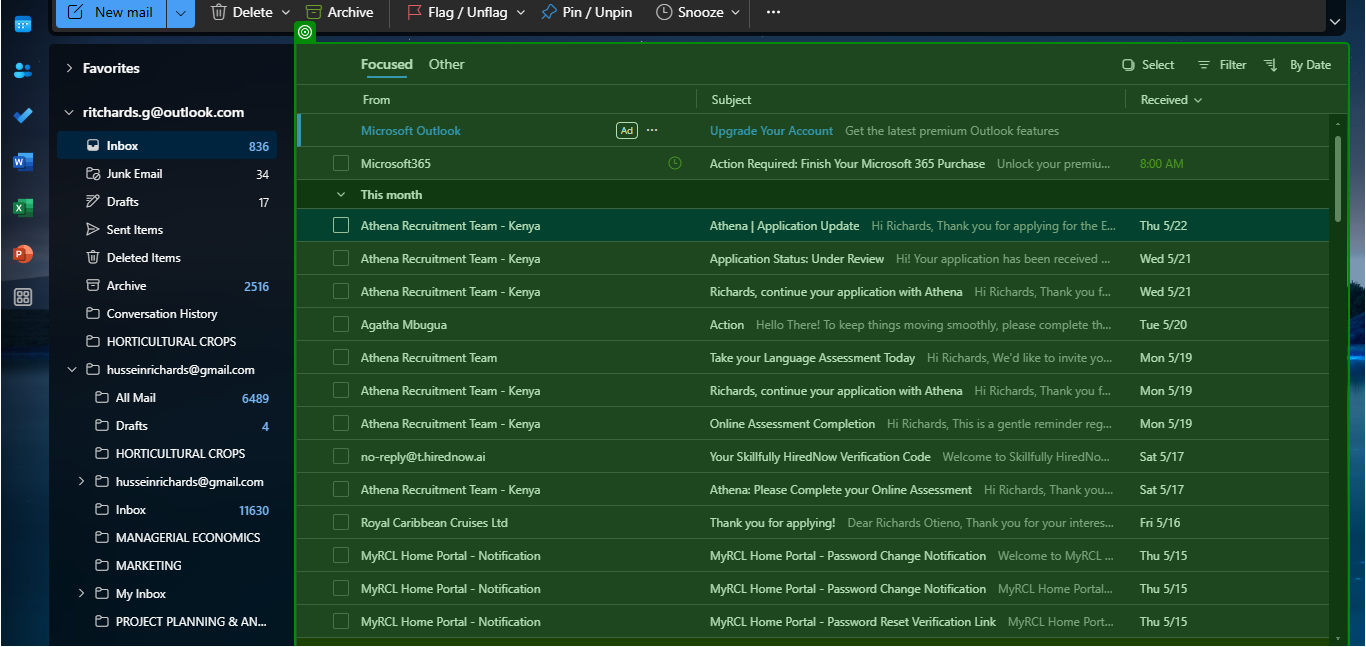 New mail Delete Archive Flag / Unflag Pin / Unpin Snooze ...
Favorites
ritchards.g@outlook.com
Inbox 836
Junk Email 34
Drafts 17
Sent Items
Deleted Items
Archive 2516
Conversation History
HORTICULTURAL CROPS
husseinrichards@gmail.com
All Mail 6489
Drafts 4
HORTICULTURAL CROPS
husseinrichards@gmail.com
Inbox 11630
MANAGERIAL ECONOMICS
MARKETING
My Inbox
PROJECT PLANNING & AN...
Focused Other Select Filter By Date
From Subject Received
Microsoft Outlook Ad ... Upgrade Your Account Get the latest premium Outlook features
Microsoft365 Action Required: Finish Your Microsoft 365 Purchase Unlock your premiu... 8:00 AM
This month
Athena Recruitment Team - Kenya Athena | Application Update Hi Richards, Thank you for applying for the E... Thu 5/22
Athena Recruitment Team - Kenya Application Status: Under Review Hi! Your application has been received ... Wed 5/21
Athena Recruitment Team - Kenya Richards, continue your application with Athena Hi Richards, Thank you f... Wed 5/21
Agatha Mbugua Action Hello There! To keep things moving smoothly, please complete th... Tue 5/20
Athena Recruitment Team Take your Language Assessment Today Hi Richards, We'd like to invite yo... Mon 5/19
Athena Recruitment Team - Kenya Richards, continue your application with Athena Hi Richards, Thank you f... Mon 5/19
Athena Recruitment Team - Kenya Online Assessment Completion Hi Richards, This is a gentle reminder reg... Mon 5/19
no-reply@t.hirednow.ai Your Skillfully HiredNow Verification Code Welcome to Skillfully HiredNo... Sat 5/17
Athena Recruitment Team - Kenya Athena: Please Complete your Online Assessment Hi Richards, Thank you... Sat 5/17
Royal Caribbean Cruises Ltd Thank you for applying! Dear Richards Otieno, Thank you for your interes... Fri 5/16
MyRCL Home Portal - Notification MyRCL Home Portal - Password Change Notification Welcome to MyRCL ... Thu 5/15
MyRCL Home Portal - Notification MyRCL Home Portal - Password Change Notification MyRCL Home Portal... Thu 5/15
MyRCL Home Portal - Notification MyRCL Home Portal - Password Reset Verification Link MyRCL Home Port... Thu 5/15